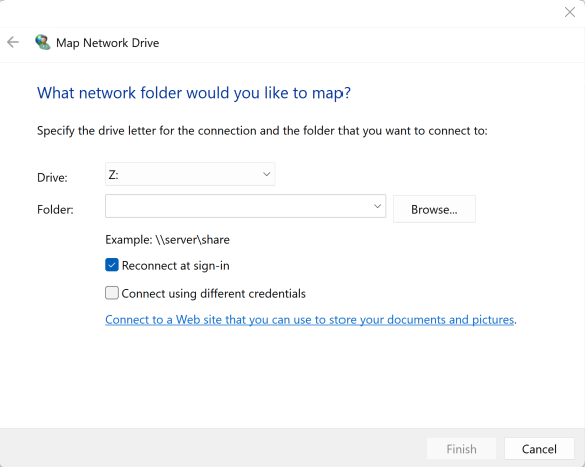 Map Network Drive
What network folder would you like to map?
Specify the drive letter for the connection and the folder that you want to connect to:
Drive: Z:
Folder: Browse...
Example: \\server\share
Reconnect at sign-in
Connect using different credentials
Connect to a Web site that you can use to store your documents and pictures.
Finish Cancel